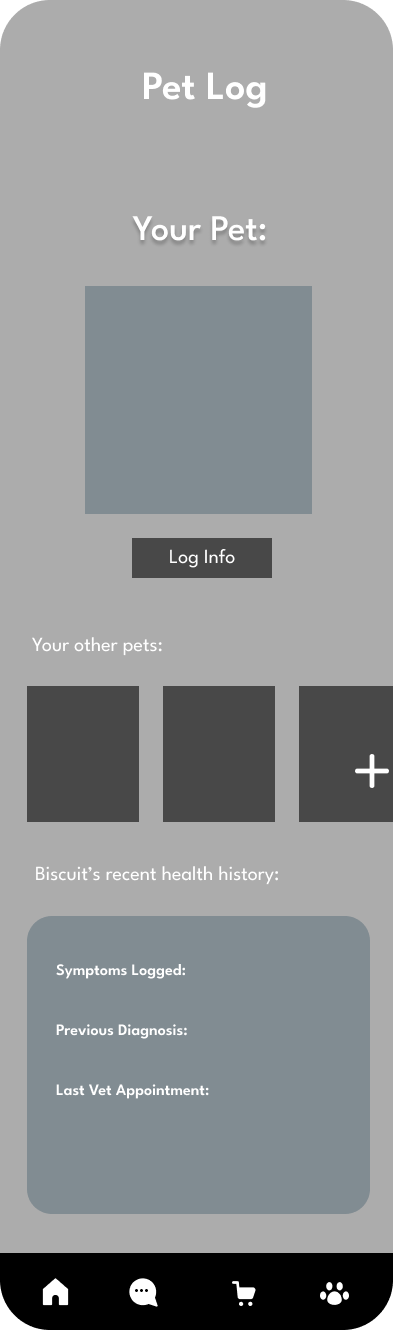 Pet Log
Your Pet:
Log Info
Your other pets:
Biscuit’s recent health history:
Symptoms Logged:
Previous Diagnosis:
Last Vet Appointment: